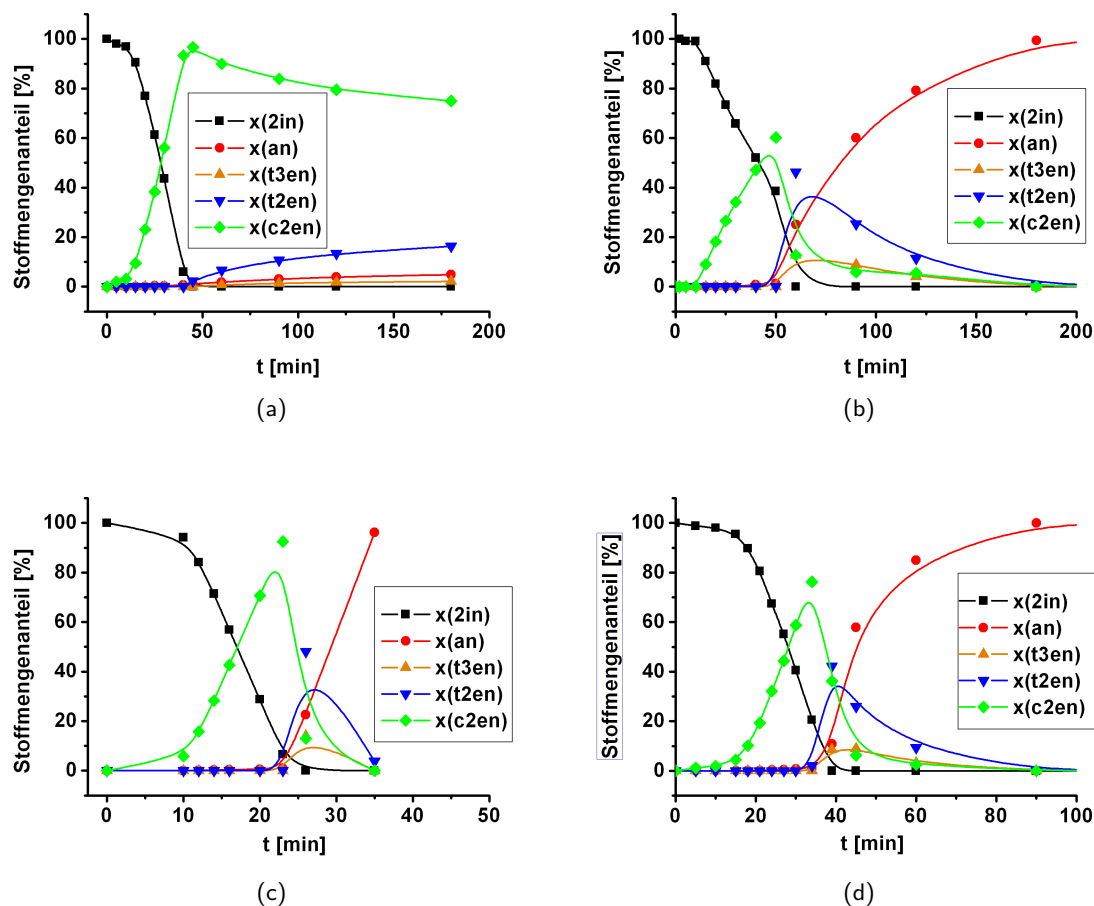 100
80
60
40
20
0
Stoffmengenanteil [%]
x(2in)
x(an)
x(t3en)
x(t2en)
x(c2en)
0 50 100 150 200
t [min]
(a)
100
80
60
40
20
0
Stoffmengenanteil [%]
x(2in)
x(an)
x(t3en)
x(t2en)
x(c2en)
0 50 100 150 200
t [min]
(b)
100
80
60
40
20
0
Stoffmengenanteil [%]
x(2in)
x(an)
x(t3en)
x(t2en)
x(c2en)
0 10 20 30 40 50
t [min]
(c)
100
80
60
40
20
0
Stoffmengenanteil [%]
x(2in)
x(an)
x(t3en)
x(t2en)
x(c2en)
0 20 40 60 80 100
t [min]
(d)